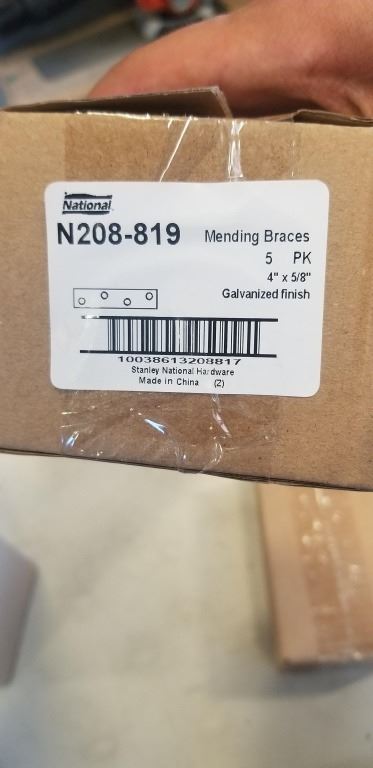 National
N208-819
Mending Braces
5 PK
4" x 5/8"
Galvanized finish
10038613208817
Stanley National Hardware
Made in China (2)